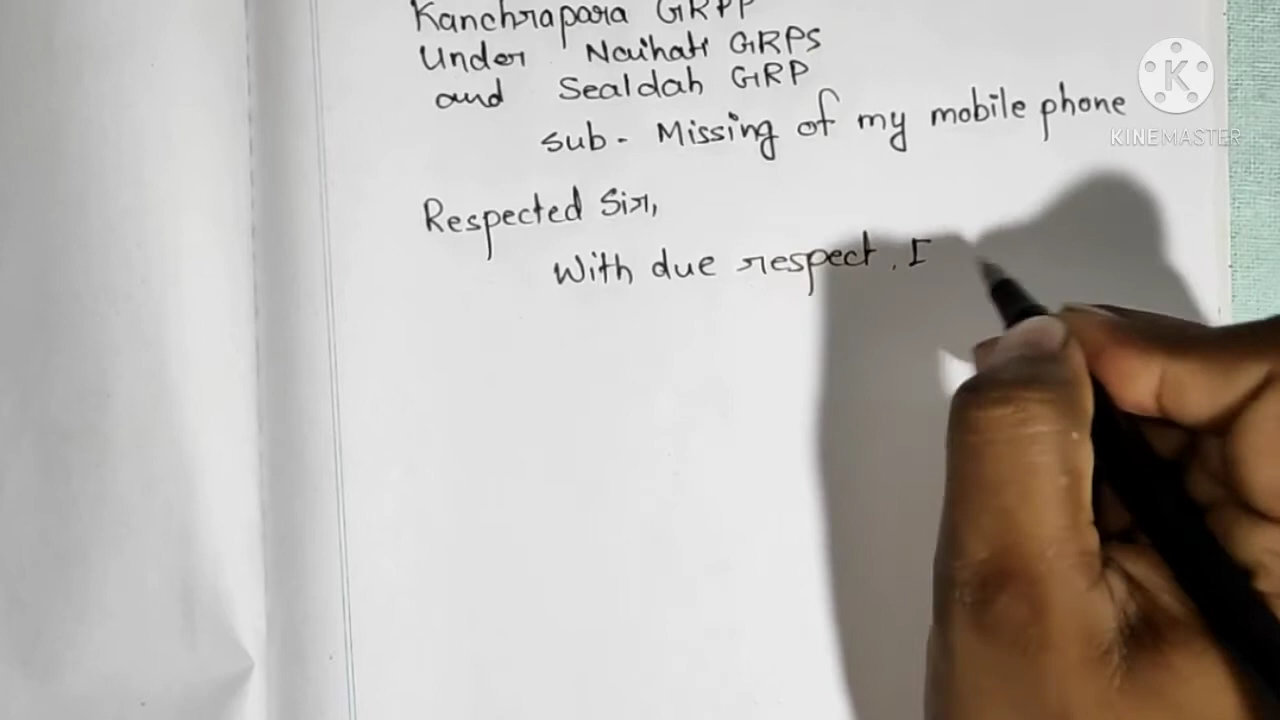 Kanchrapara GRPP
Under Naihati GRPS
and Sealdah GRP
Sub - Missing of my mobile phone
Respected Sir,
With due respect. I
K
KINEMASTER